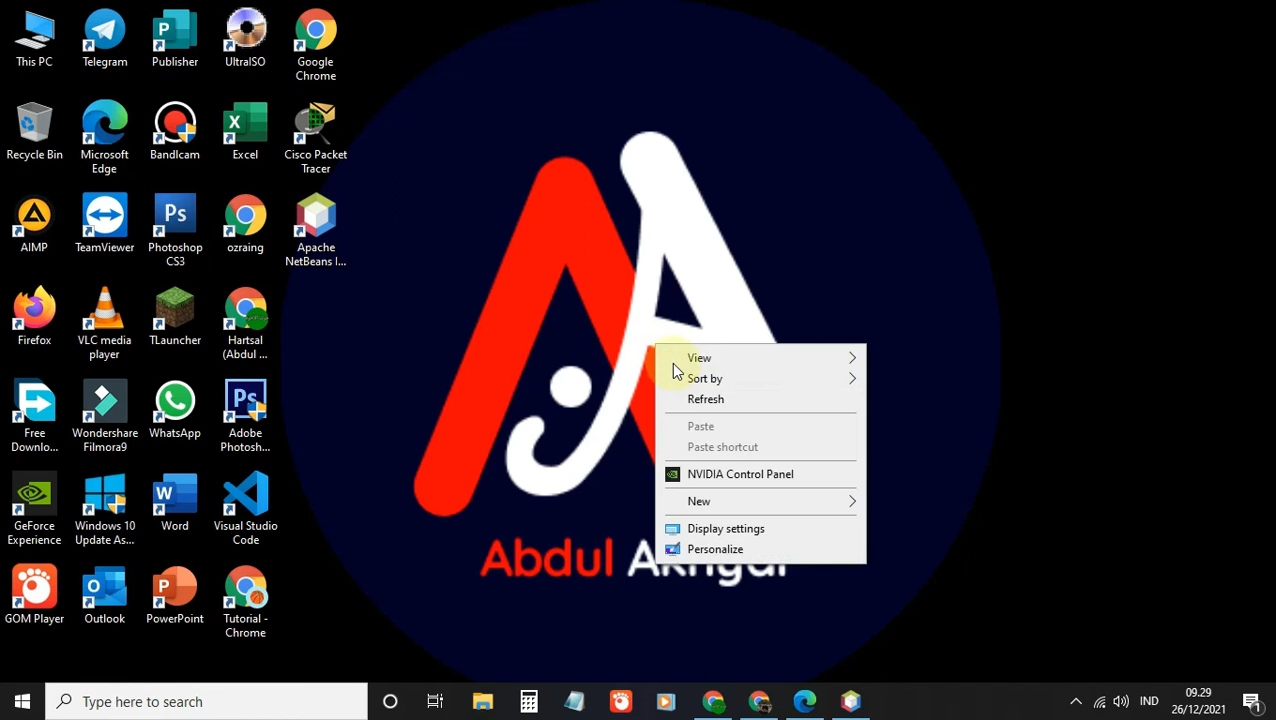 This PC
Telegram
Publisher
UltraISO
Google
Chrome
Recycle Bin
Microsoft
Edge
Bandicam
Excel
Cisco Packet
Tracer
AIMP
TeamViewer
Photoshop
CS3
ozraing
Apache
NetBeans I...
Firefox
VLC media
player
TLauncher
Hartsal
(Abdul ...
Free
Downlo...
Wondershare
Filmora9
WhatsApp
Adobe
Photosh...
GeForce
Experience
Windows 10
Update As...
Word
Visual Studio
Code
GOM Player
Outlook
PowerPoint
Tutorial -
Chrome
View
Sort by
Refresh
Paste
Paste shortcut
NVIDIA Control Panel
New
Display settings
Personalize
Abdul Akhyar
Type here to search
IND
09.29
26/12/2021